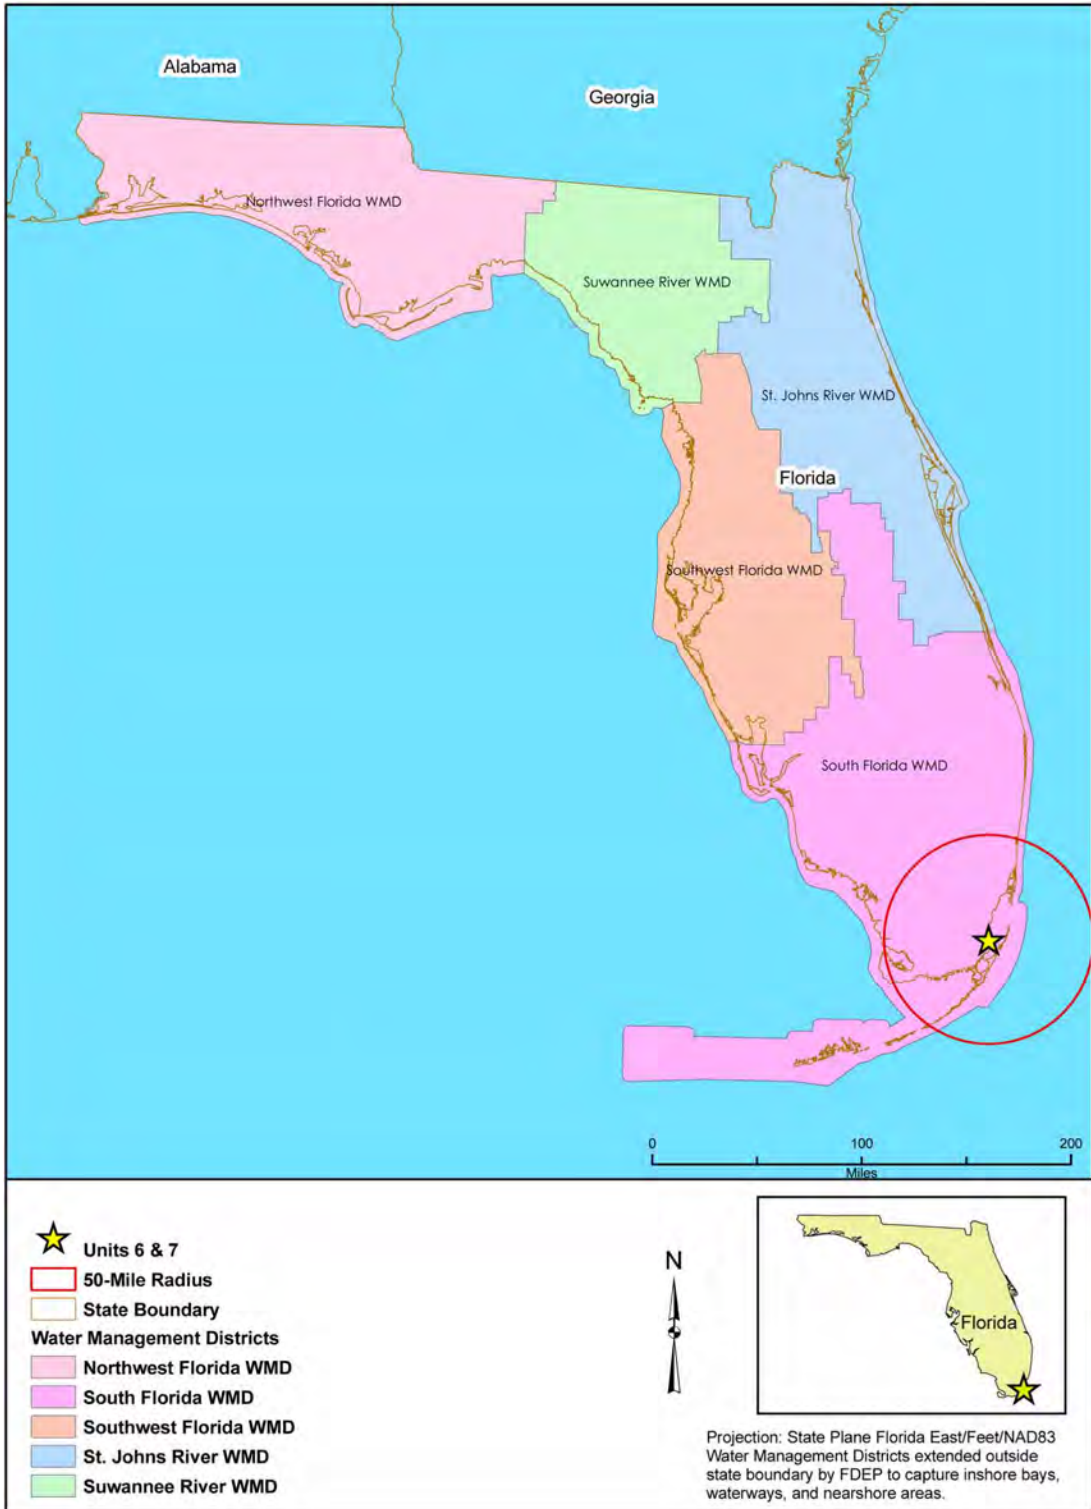 Alabama
Georgia
Northwest Florida WMD
Suwannee River WMD
St. Johns River WMD
Florida
Southwest Florida WMD
South Florida WMD
0 100 200
Miles
Units 6 & 7
50-Mile Radius
State Boundary
Water Management Districts
Northwest Florida WMD
South Florida WMD
Southwest Florida WMD
St. Johns River WMD
Suwannee River WMD
N
Florida
Projection: State Plane Florida East/Feet/NAD83
Water Management Districts extended outside
state boundary by FDEP to capture inshore bays,
waterways, and nearshore areas.